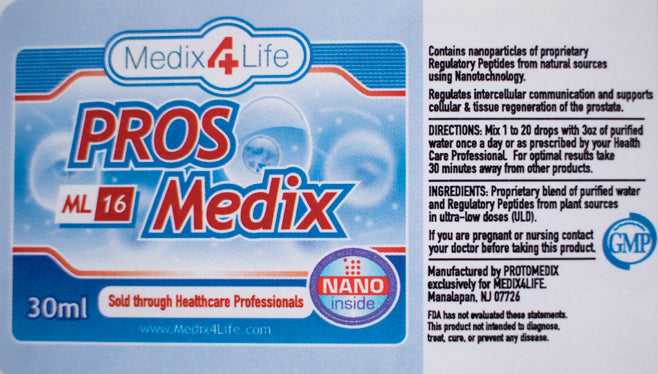 Medix4Life
PROS
ML 16 Medix
30ml
Sold through Healthcare Professionals
NANO
inside
www.Medix4Life.com
Contains nanoparticles of proprietary
Regulatory Peptides from natural sources
using Nanotechnology.
Regulates intercellular communication and supports
cellular & tissue regeneration of the prostate.
DIRECTIONS: Mix 1 to 20 drops with 3oz of purified
water once a day or as prescribed by your Health
Care Professional. For optimal results take
30 minutes away from other products.
INGREDIENTS: Proprietary blend of purified water
and Regulatory Peptides from plant sources
in ultra-low doses (ULD).
If you are pregnant or nursing contact
your doctor before taking this product.
GMP
Manufactured by PROTOMEDIX
exclusively for MEDIX4LIFE.
Manalapan, NJ 07726
FDA has not evaluated these statements.
This product not intended to diagnose,
treat, cure, or prevent any disease.